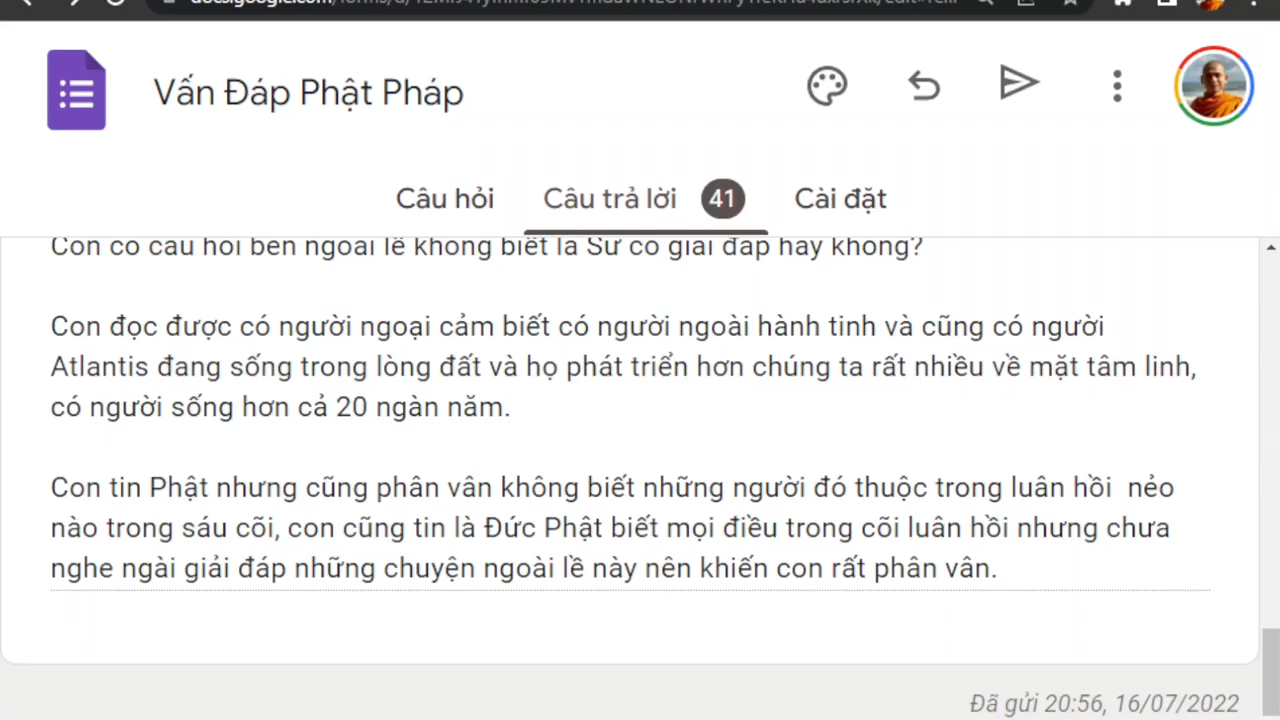 Vấn Đáp Phật Pháp
Câu hỏi
Câu trả lời
41
Cài đặt
Con có câu hỏi bên ngoài lề không biết là Sư có giải đáp hay không?
Con đọc được có người ngoại cảm biết có người ngoài hành tinh và cũng có người
Atlantis đang sống trong lòng đất và họ phát triển hơn chúng ta rất nhiều về mặt tâm linh,
có người sống hơn cả 20 ngàn năm.
Con tin Phật nhưng cũng phân vân không biết những người đó thuộc trong luân hồi  nẻo
nào trong sáu cõi, con cũng tin là Đức Phật biết mọi điều trong cõi luân hồi nhưng chưa
nghe ngài giải đáp những chuyện ngoài lề này nên khiến con rất phân vân.
Đã gửi 20:56, 16/07/2022